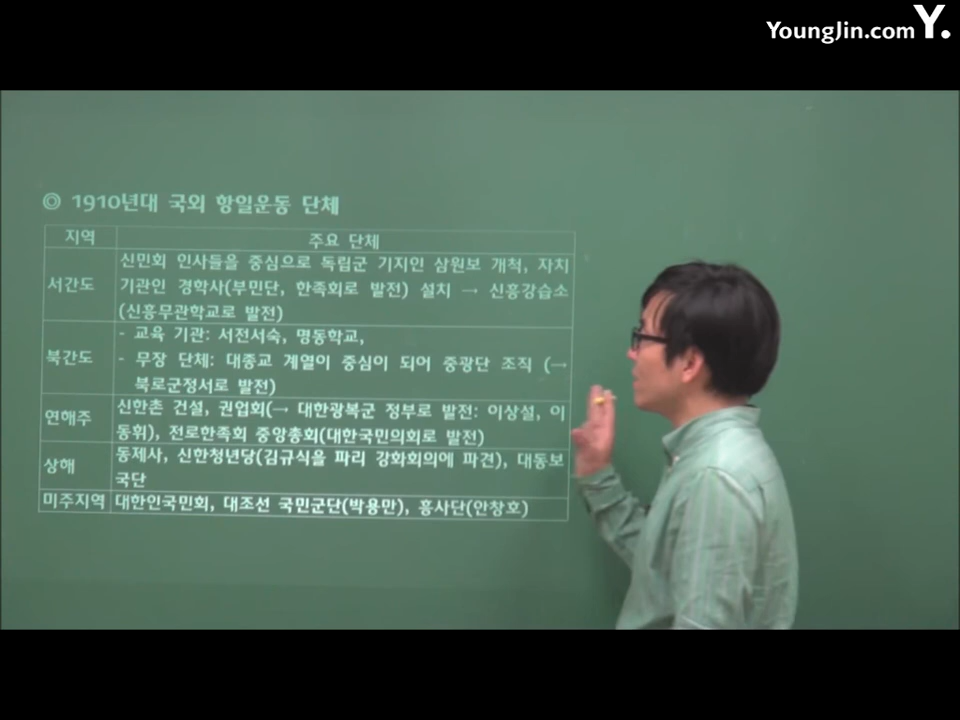 YoungJin.com Y.
◎ 1910년대 국외 항일운동 단체
지역 주요 단체
서간도 신민회 인사들을 중심으로 독립군 기지인 삼원보 개척, 자치
기관인 경학사(부민단, 한족회로 발전) 설치 → 신흥강습소
(신흥무관학교로 발전)
북간도 - 교육 기관: 서전서숙, 명동학교,
- 무장 단체: 대종교 계열이 중심이 되어 중광단 조직 (→
북로군정서로 발전)
연해주 신한촌 건설, 권업회(→ 대한광복군 정부로 발전: 이상설, 이
동휘), 전로한족회 중앙총회(대한국민의회로 발전)
상해 동제사, 신한청년당(김규식을 파리 강화회의에 파견), 대동보
국단
미주지역 대한인국민회, 대조선 국민군단(박용만), 흥사단(안창호)